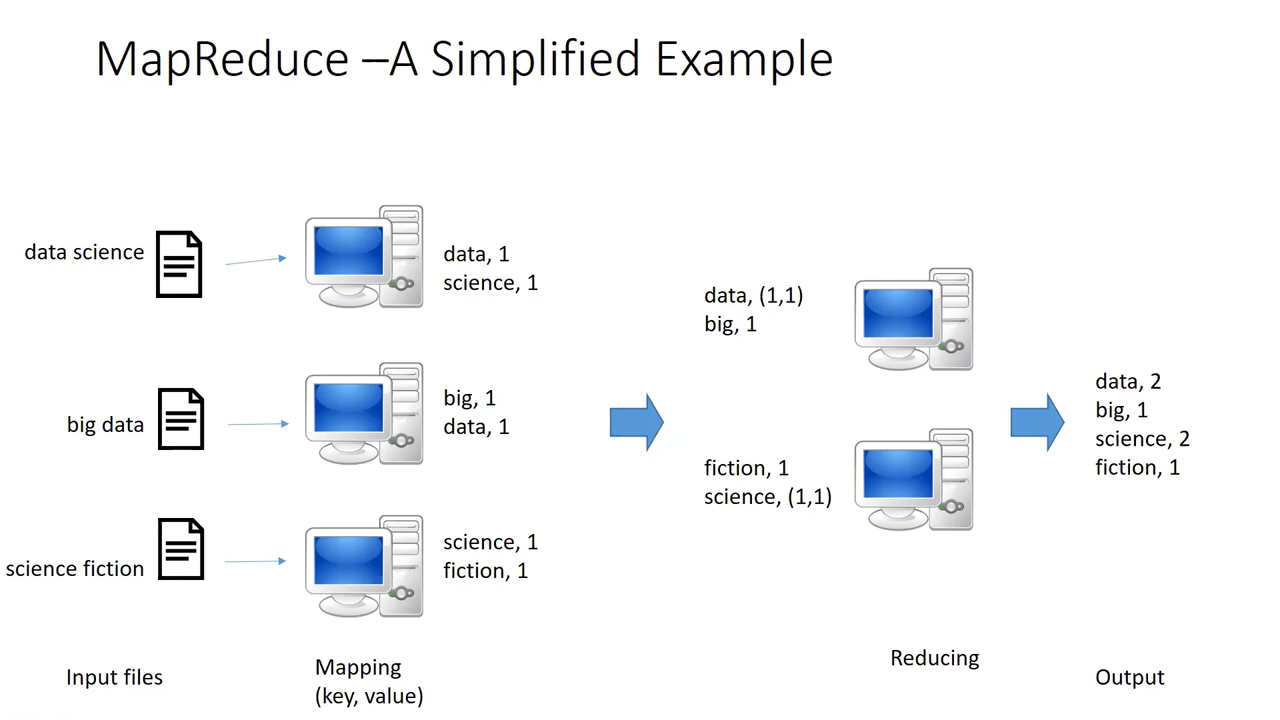 MapReduce –A Simplified Example
data science
data, 1
science, 1
big data
big, 1
data, 1
science fiction
science, 1
fiction, 1
data, (1,1)
big, 1
fiction, 1
science, (1,1)
data, 2
big, 1
science, 2
fiction, 1
Input files
Mapping
(key, value)
Reducing
Output